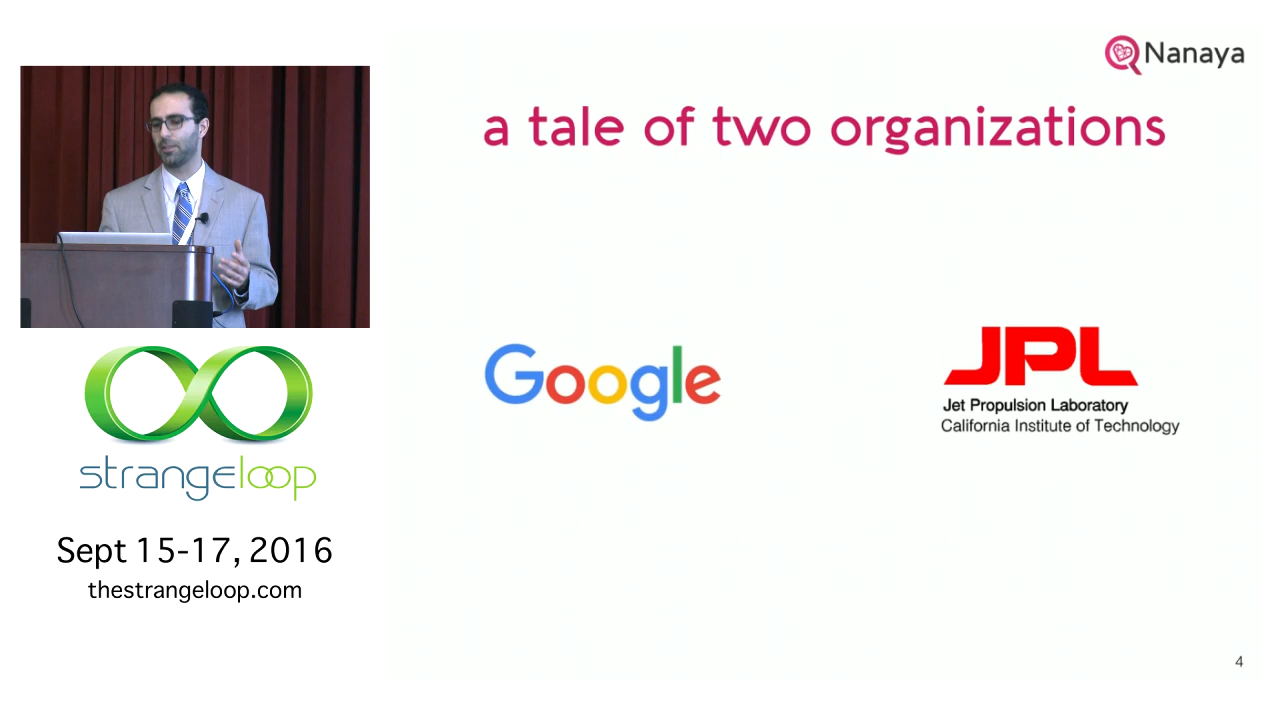 Nanaya
a tale of two organizations
Google
JPL
Jet Propulsion Laboratory
California Institute of Technology
strangeloop
Sept 15-17, 2016
thestrangeloop.com
4